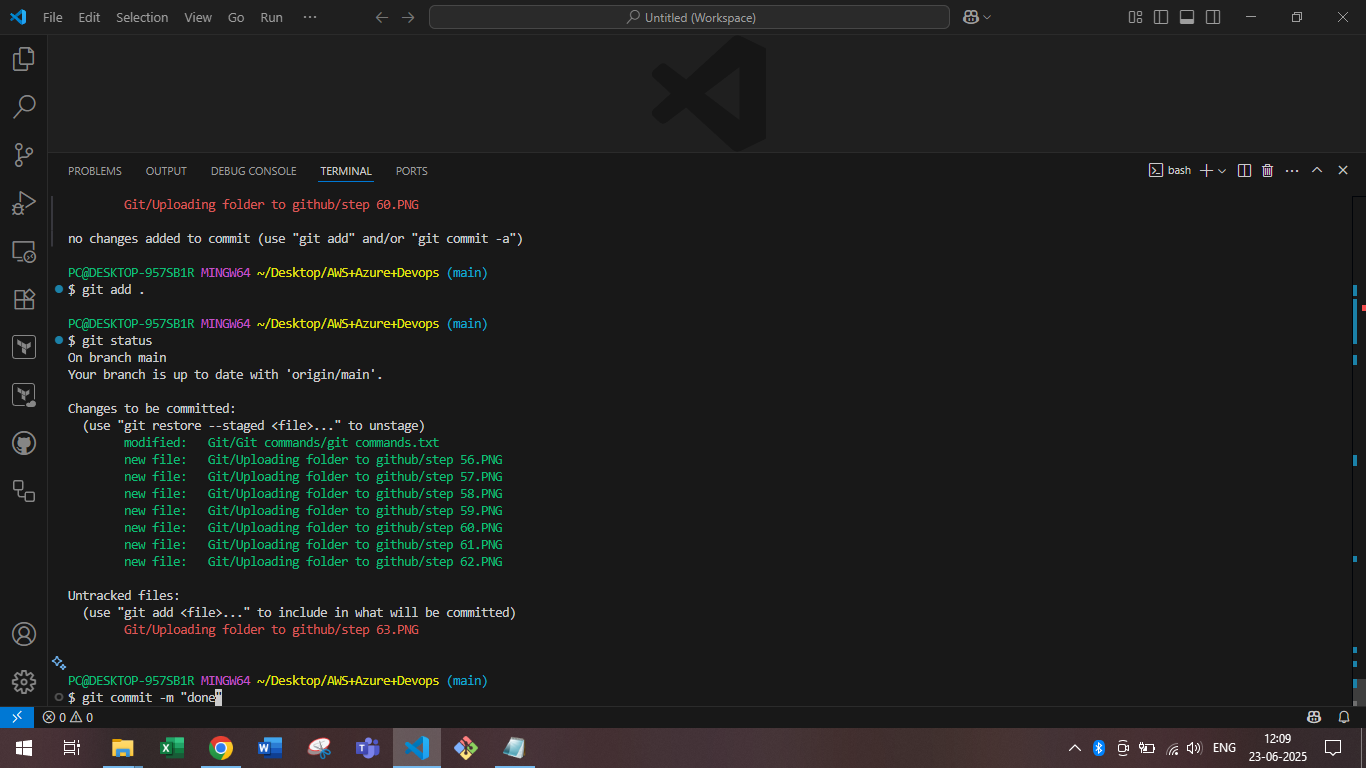 File Edit Selection View Go Run ···
Untitled (Workspace)
PROBLEMS OUTPUT DEBUG CONSOLE TERMINAL PORTS
bash
Git/Uploading folder to github/step 60.PNG
no changes added to commit (use "git add" and/or "git commit -a")
PC@DESKTOP-957SB1R MINGW64 ~/Desktop/AWS+Azure+Devops (main)
$ git add .
PC@DESKTOP-957SB1R MINGW64 ~/Desktop/AWS+Azure+Devops (main)
$ git status
On branch main
Your branch is up to date with 'origin/main'.
Changes to be committed:
(use "git restore --staged <file>..." to unstage)
modified: Git/Git commands/git commands.txt
new file: Git/Uploading folder to github/step 56.PNG
new file: Git/Uploading folder to github/step 57.PNG
new file: Git/Uploading folder to github/step 58.PNG
new file: Git/Uploading folder to github/step 59.PNG
new file: Git/Uploading folder to github/step 60.PNG
new file: Git/Uploading folder to github/step 61.PNG
new file: Git/Uploading folder to github/step 62.PNG
Untracked files:
(use "git add <file>..." to include in what will be committed)
Git/Uploading folder to github/step 63.PNG
PC@DESKTOP-957SB1R MINGW64 ~/Desktop/AWS+Azure+Devops (main)
$ git commit -m "done"
0 0
ENG
12:09
23-06-2025